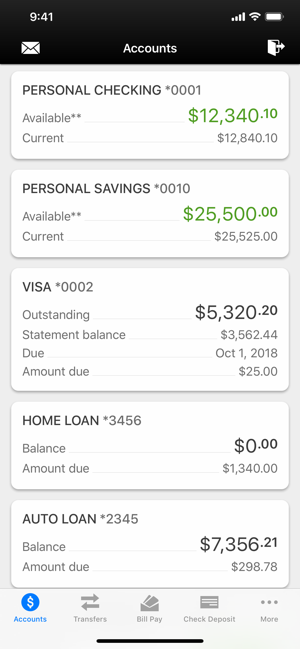 9:41
Accounts
PERSONAL CHECKING *0001
Available** $12,340.10
Current $12,840.10
PERSONAL SAVINGS *0010
Available** $25,500.00
Current $25,525.00
VISA *0002
Outstanding $5,320.20
Statement balance $3,562.44
Due Oct 1, 2018
Amount due $25.00
HOME LOAN *3456
Balance $0.00
Amount due $1,340.00
AUTO LOAN *2345
Balance $7,356.21
Amount due $298.78
Accounts Transfers Bill Pay Check Deposit More